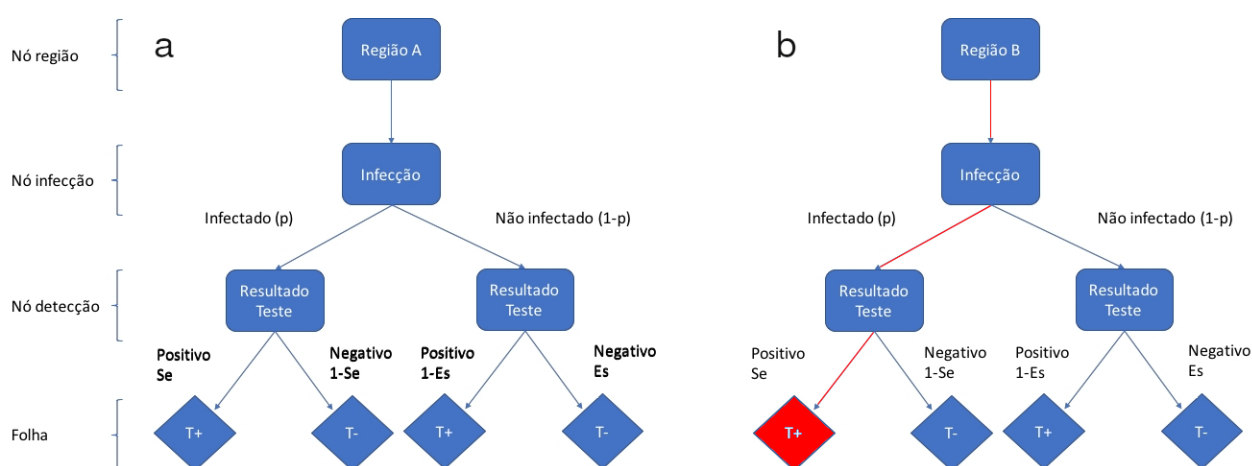 Nó região
a
Região A
b
Região B
Nó infecção
Infecção
Infecção
Infectado (p)
Não infectado (1-p)
Infectado (p)
Não infectado (1-p)
Nó detecção
Resultado
Teste
Resultado
Teste
Resultado
Teste
Resultado
Teste
Positivo
Se
Negativo
1-Se
Positivo
1-Es
Negativo
Es
Positivo
Se
Negativo
1-Se
Positivo
1-Es
Negativo
Es
Folha
T+
T-
T+
T-
T+
T-
T+
T-